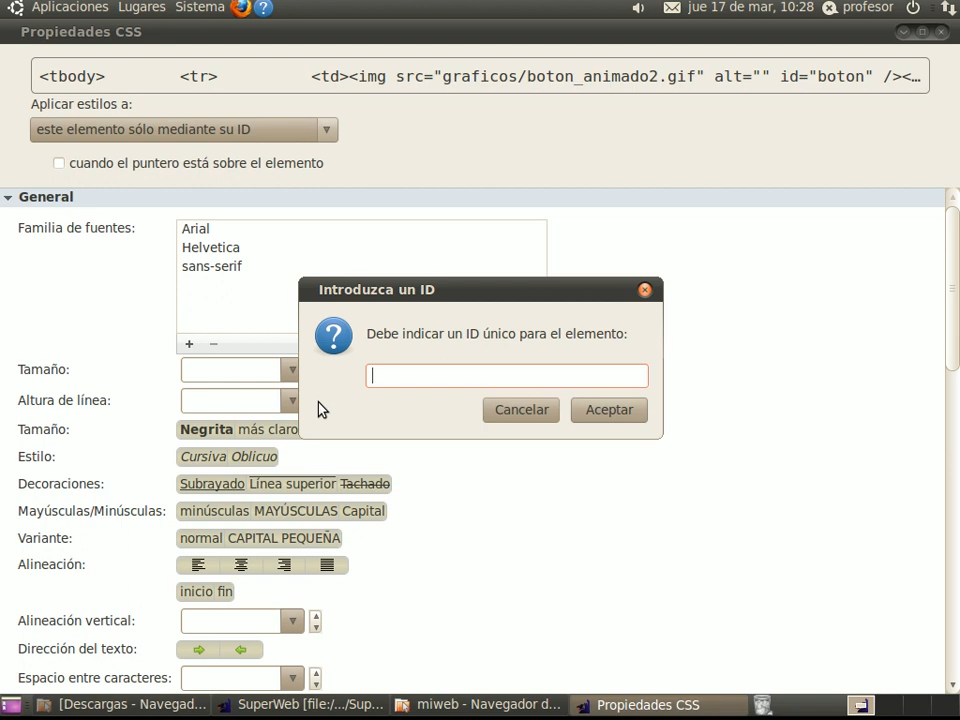 Aplicaciones Lugares Sistema jue 17 de mar, 10:28 profesor
Propiedades CSS
<tbody> <tr> <td><img src="graficos/boton_animado2.gif" alt="" id="boton" /><…
Aplicar estilos a:
este elemento sólo mediante su ID
cuando el puntero está sobre el elemento
General
Familia de fuentes:
Arial
Helvetica
sans-serif
Introduzca un ID
Debe indicar un ID único para el elemento:
Cancelar Aceptar
Tamaño:
Altura de línea:
Tamaño: Negrita más claro
Estilo: Cursiva Oblicuo
Decoraciones: Subrayado Línea superior Tachado
Mayúsculas/Minúsculas: minúsculas MAYÚSCULAS Capital
Variante: normal CAPITAL PEQUEÑA
Alineación:
inicio fin
Alineación vertical:
Dirección del texto:
Espacio entre caracteres:
[Descargas - Navegad... SuperWeb [file:/.../Sup... miweb - Navegador d... Propiedades CSS